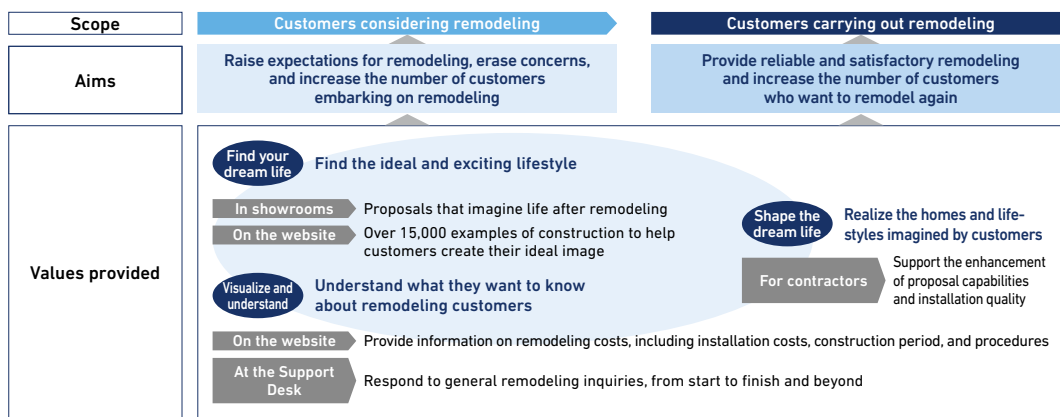 Scope
Customers considering remodeling
Customers carrying out remodeling
Aims
Raise expectations for remodeling, erase concerns,
and increase the number of customers
embarking on remodeling
Provide reliable and satisfactory remodeling
and increase the number of customers
who want to remodel again
Values provided
Find your
dream life
Find the ideal and exciting lifestyle
In showrooms
Proposals that imagine life after remodeling
On the website
Over 15,000 examples of construction to help
customers create their ideal image
Visualize and
understand
Understand what they want to know
about remodeling customers
On the website
Provide information on remodeling costs, including installation costs, construction period, and procedures
At the Support
Desk
Respond to general remodeling inquiries, from start to finish and beyond
Shape the
dream life
Realize the homes and life-
styles imagined by customers
For contractors
Support the enhancement
of proposal capabilities
and installation quality